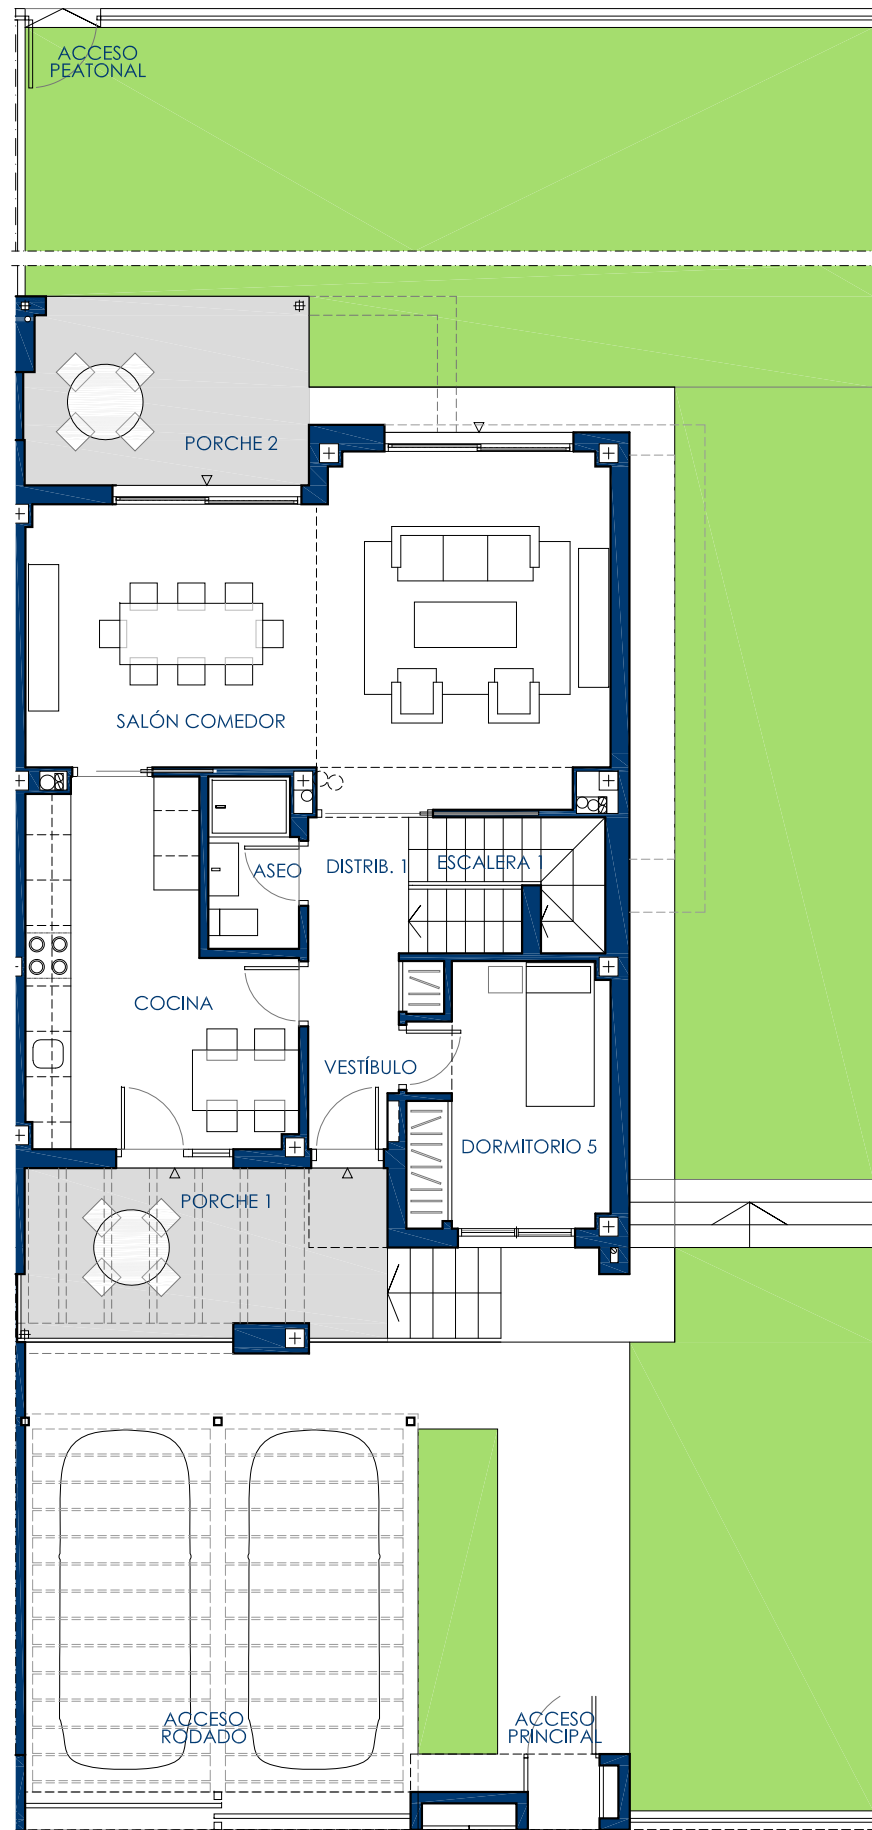 ACCESO
PEATONAL
PORCHE 2
SALÓN COMEDOR
ASEO
DISTRIB. 1
ESCALERA 1
COCINA
VESTÍBULO
DORMITORIO 5
PORCHE 1
ACCESO
RODADO
ACCESO
PRINCIPAL